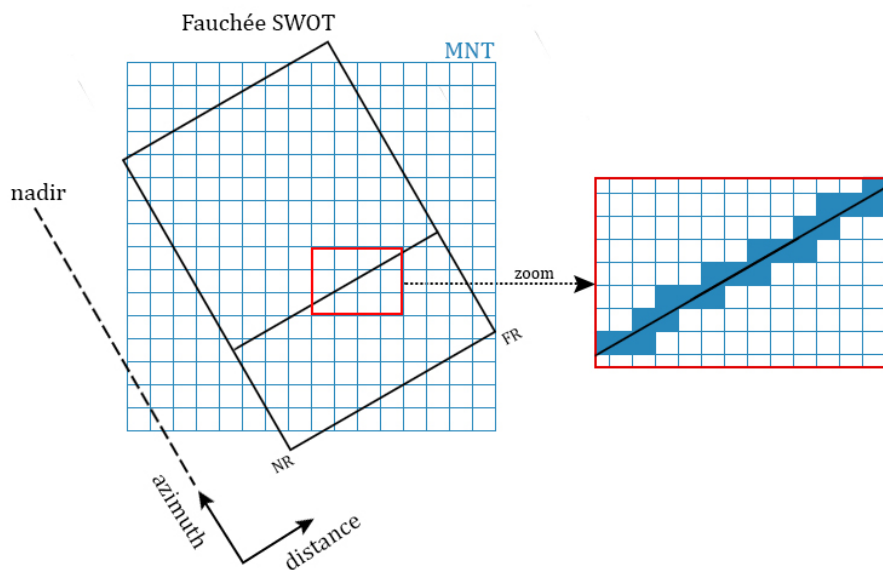 Fauchée SWOT
MNT
nadir
zoom
FR
NR
azimuth
distance